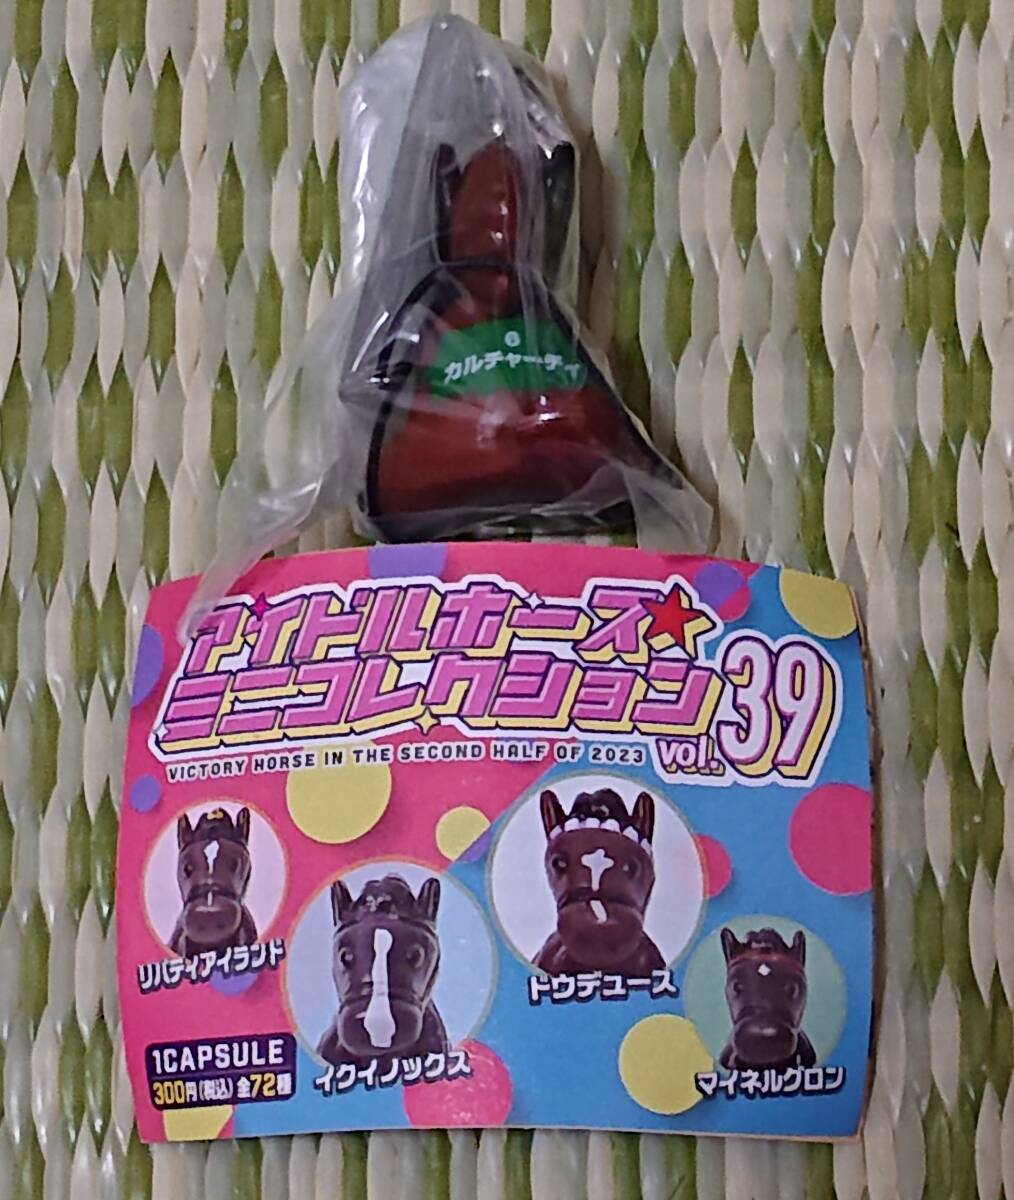 6
カルチャーデイ
アイドルホース★
ミニコレクション vol.39
VICTORY HORSE IN THE SECOND HALF OF 2023
リバティアイランド
イクイノックス
ドウデュース
マイネルグロン
1CAPSULE
300円(税込)全72種